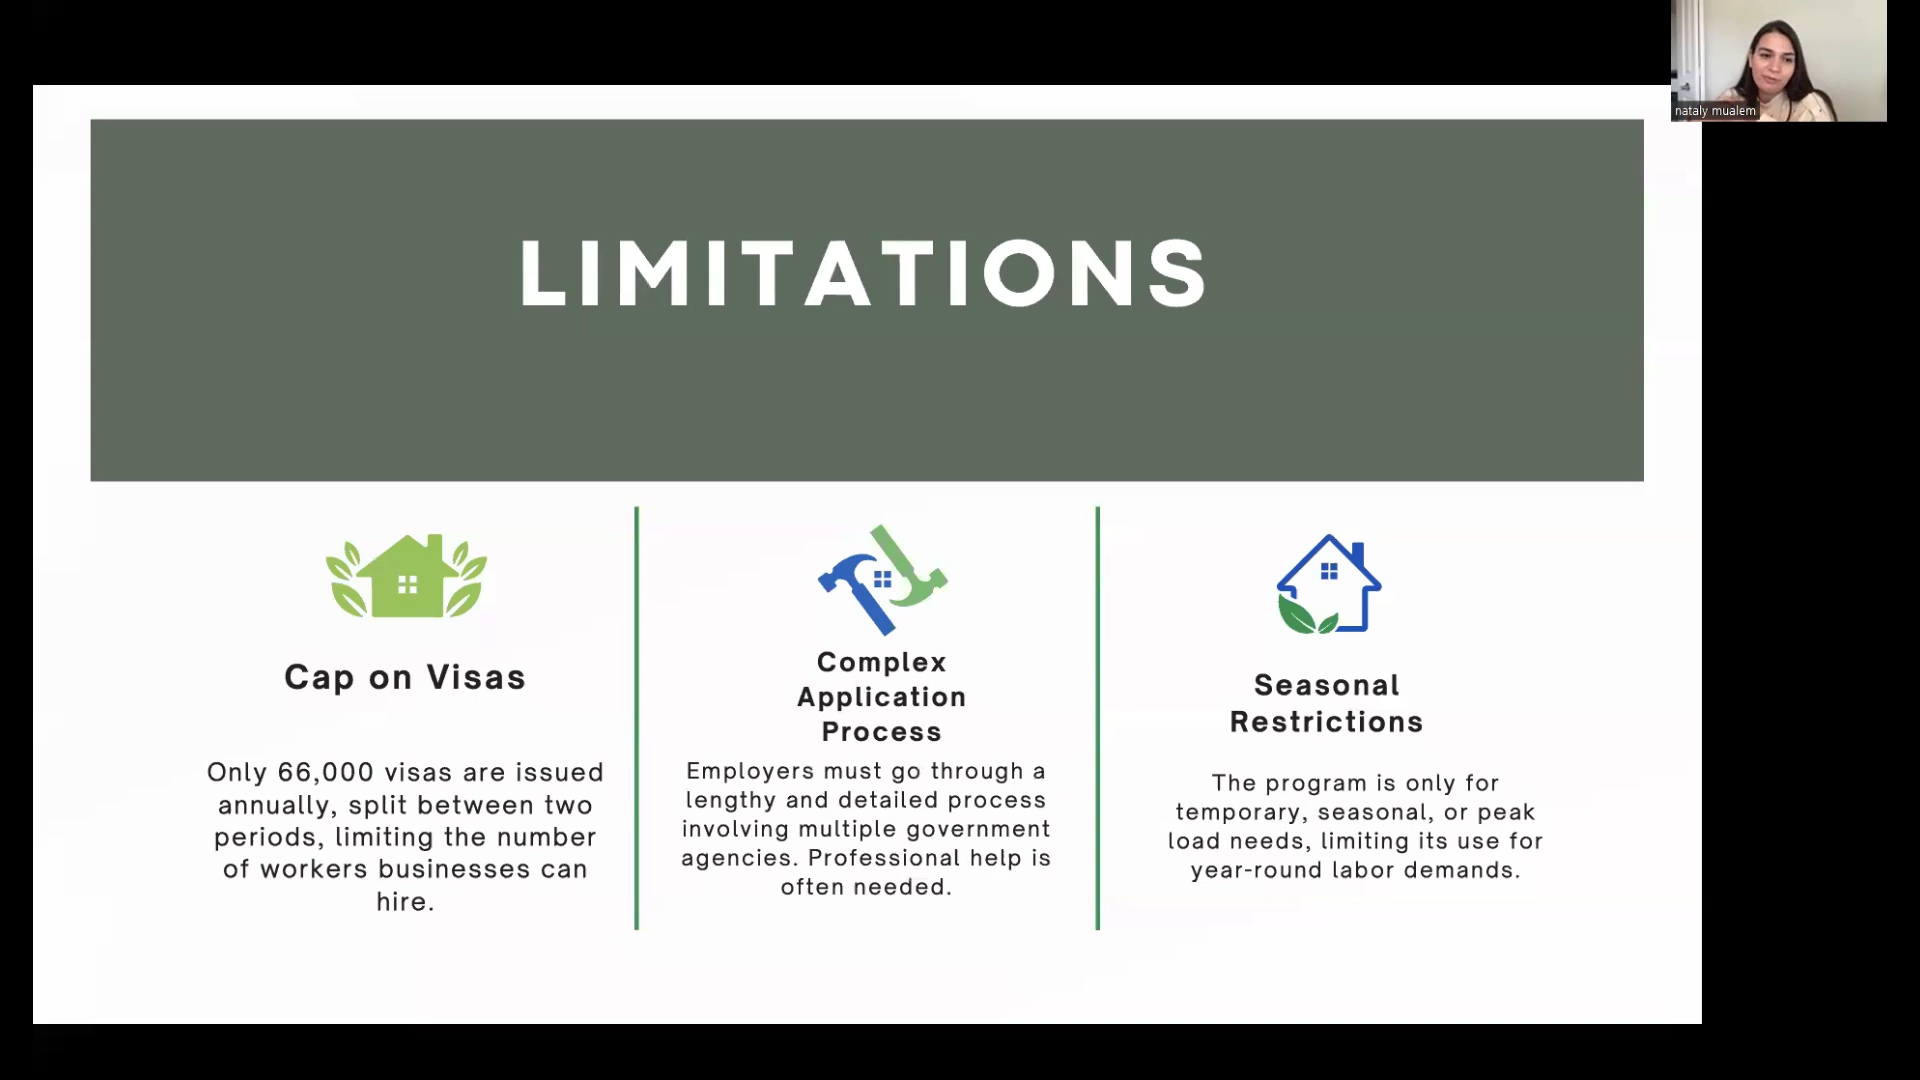 nataly mualem
LIMITATIONS
Cap on Visas
Only 66,000 visas are issued
annually, split between two
periods, limiting the number
of workers businesses can
hire.
Complex
Application
Process
Employers must go through a
lengthy and detailed process
involving multiple government
agencies. Professional help is
often needed.
Seasonal
Restrictions
The program is only for
temporary, seasonal, or peak
load needs, limiting its use for
year-round labor demands.